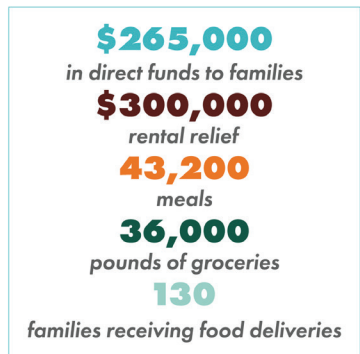 $265,000
in direct funds to families
$300,000
rental relief
43,200
meals
36,000
pounds of groceries
130
families receiving food deliveries